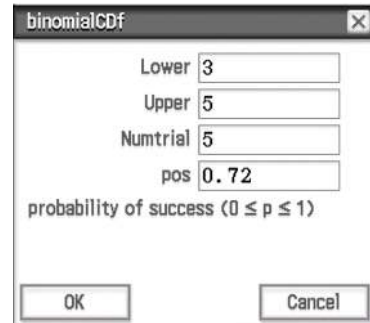 binomialCDf
Lower 3
Upper 5
Numtrial 5
pos 0.72
probability of success (0 ≤ p ≤ 1)
OK Cancel